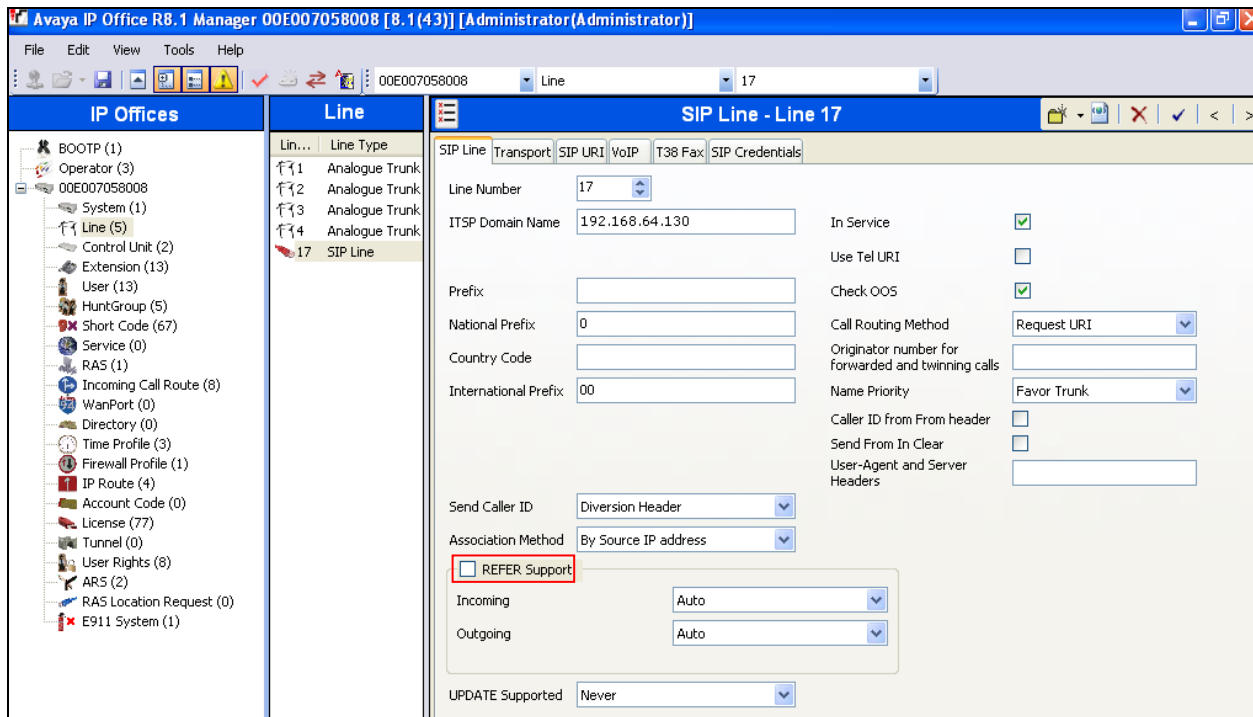 Avaya IP Office R8.1 Manager 00E007058008 [8.1(43)] [Administrator(Administrator)]
File Edit View Tools Help
00E007058008 Line 17
IP Offices
BOOTP (1)
Operator (3)
00E007058008
System (1)
Line (5)
Control Unit (2)
Extension (13)
User (13)
HuntGroup (5)
Short Code (67)
Service (0)
RAS (1)
Incoming Call Route (8)
WanPort (0)
Directory (0)
Time Profile (3)
Firewall Profile (1)
IP Route (4)
Account Code (0)
License (77)
Tunnel (0)
User Rights (8)
ARS (2)
RAS Location Request (0)
E911 System (1)
Line
Lin... Line Type
1 Analogue Trunk
2 Analogue Trunk
3 Analogue Trunk
4 Analogue Trunk
17 SIP Line
SIP Line - Line 17
SIP Line Transport SIP URI VoIP T38 Fax SIP Credentials
Line Number 17
ITSP Domain Name 192.168.64.130
In Service
Use Tel URI
Prefix
Check OOS
National Prefix 0
Call Routing Method Request URI
Country Code
Originator number for
forwarded and twinning calls
International Prefix 00
Name Priority Favor Trunk
Caller ID from From header
Send From In Clear
User-Agent and Server
Headers
Send Caller ID Diversion Header
Association Method By Source IP address
REFER Support
Incoming Auto
Outgoing Auto
UPDATE Supported Never